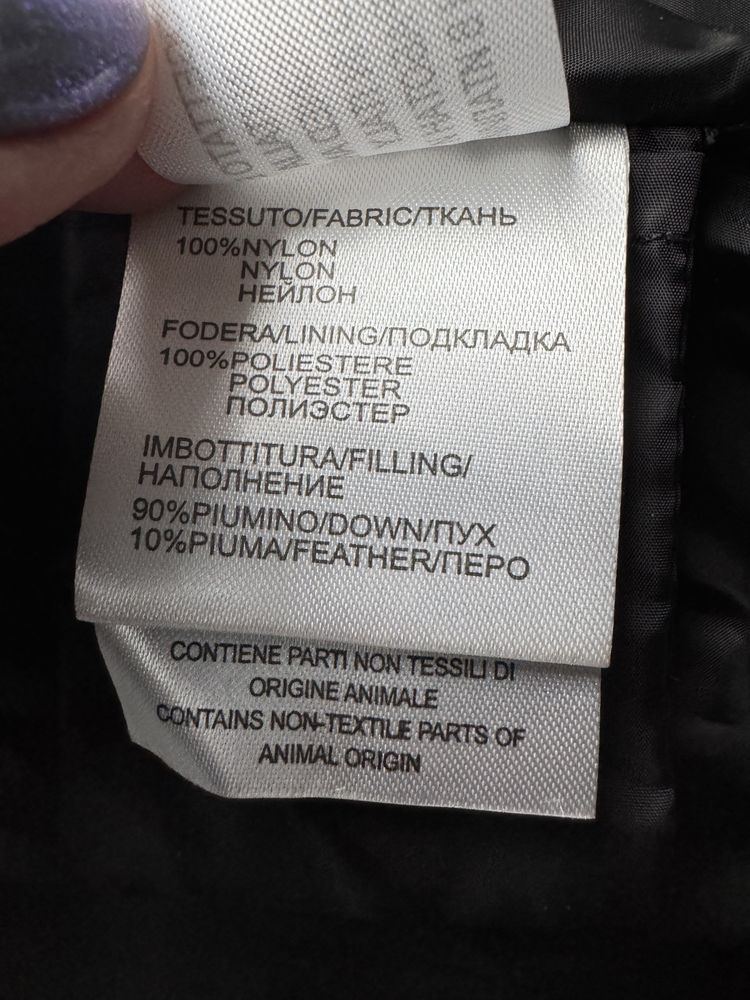 TESSUTO/FABRIC/ТКАНЬ
100%NYLON
NYLON
НЕЙЛОН
FODERA/LINING/ПОДКЛАДКА
100%POLIESTERE
POLYESTER
ПОЛИЭСТЕР
IMBOTTITURA/FILLING/
НАПОЛНЕНИЕ
90%PIUMINO/DOWN/ПУХ
10%PIUMA/FEATHER/ПЕРО
CONTIENE PARTI NON TESSILI DI
ORIGINE ANIMALE
CONTAINS NON-TEXTILE PARTS OF
ANIMAL ORIGIN